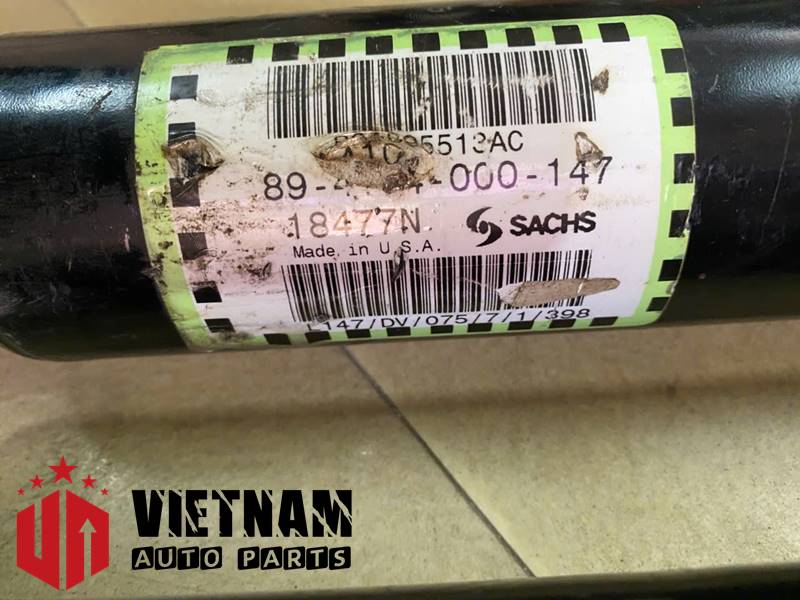 89- -000-147
18477N SACHS
Made in U.S.A.
L147/DV/075/7/1/398
VIETNAM
AUTO PARTS